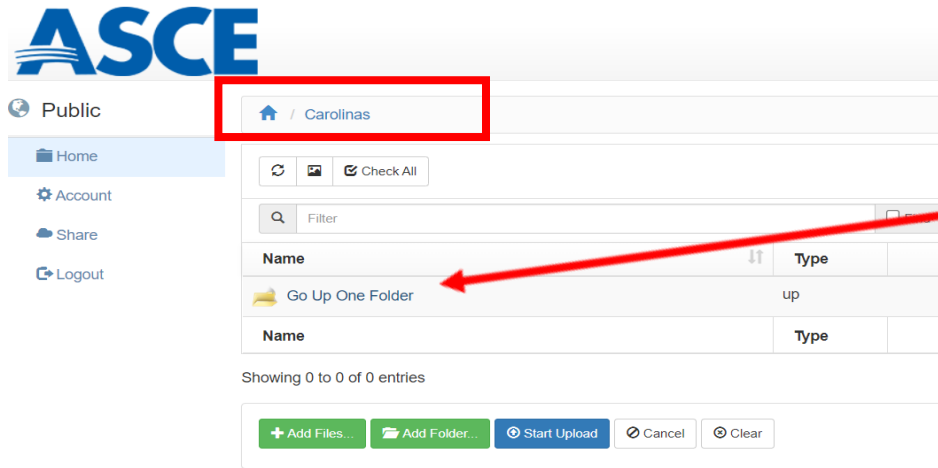 ASCE
Public
/ Carolinas
Home
Check All
Account
Filter
Share
Name Type
Logout
Go Up One Folder up
Name Type
Showing 0 to 0 of 0 entries
Add Files... Add Folder... Start Upload Cancel Clear